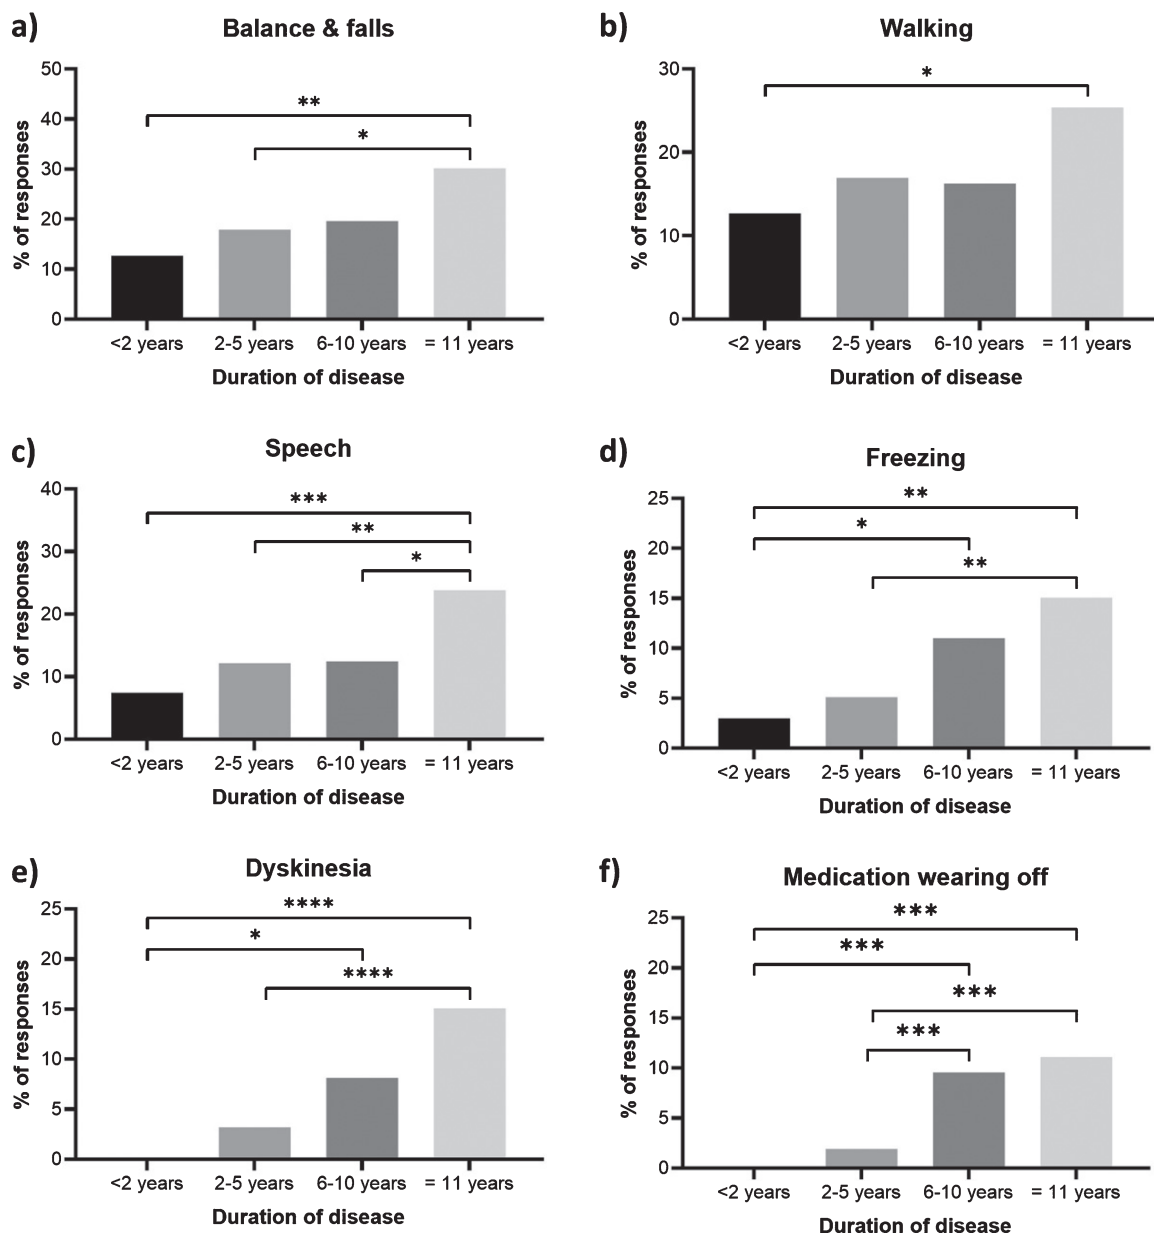 a)
Balance & falls
50
40
30
20
10
0
% of responses
**
*
<2 years 2-5 years 6-10 years = 11 years
Duration of disease
b)
Walking
30
20
10
0
% of responses
*
<2 years 2-5 years 6-10 years = 11 years
Duration of disease
c)
Speech
40
30
20
10
0
% of responses
***
**
*
<2 years 2-5 years 6-10 years = 11 years
Duration of disease
d)
Freezing
25
20
15
10
5
0
% of responses
**
*
**
<2 years 2-5 years 6-10 years = 11 years
Duration of disease
e)
Dyskinesia
25
20
15
10
5
0
% of responses
****
*
****
<2 years 2-5 years 6-10 years = 11 years
Duration of disease
f)
Medication wearing off
25
20
15
10
5
0
% of responses
***
***
***
***
<2 years 2-5 years 6-10 years = 11 years
Duration of disease